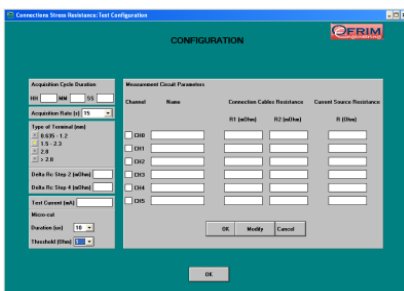 Connections Stress Resistance: Test Configuration
EFRIM
Engineering
CONFIGURATION
Acquisition Cycle Duration
HH MM SS
Acquisition Rate (s) 15
Type of Terminal (mm)
0.635 - 1.2
1.5 - 2.3
2.8
> 2.8
Delta Rc Step 2 (mOhm)
Delta Rc Step 4 (mOhm)
Test Current (mA)
Micro-cut
Duration (us) 10
Threshold (Ohm)
Measurement Circuit Parameters
Channel Name Connection Cables Resistance Current Source Resistance
R1 (mOhm) R2 (mOhm) R (Ohm)
CH0
CH1
CH2
CH3
CH4
CH5
OK Modify Cancel
OK